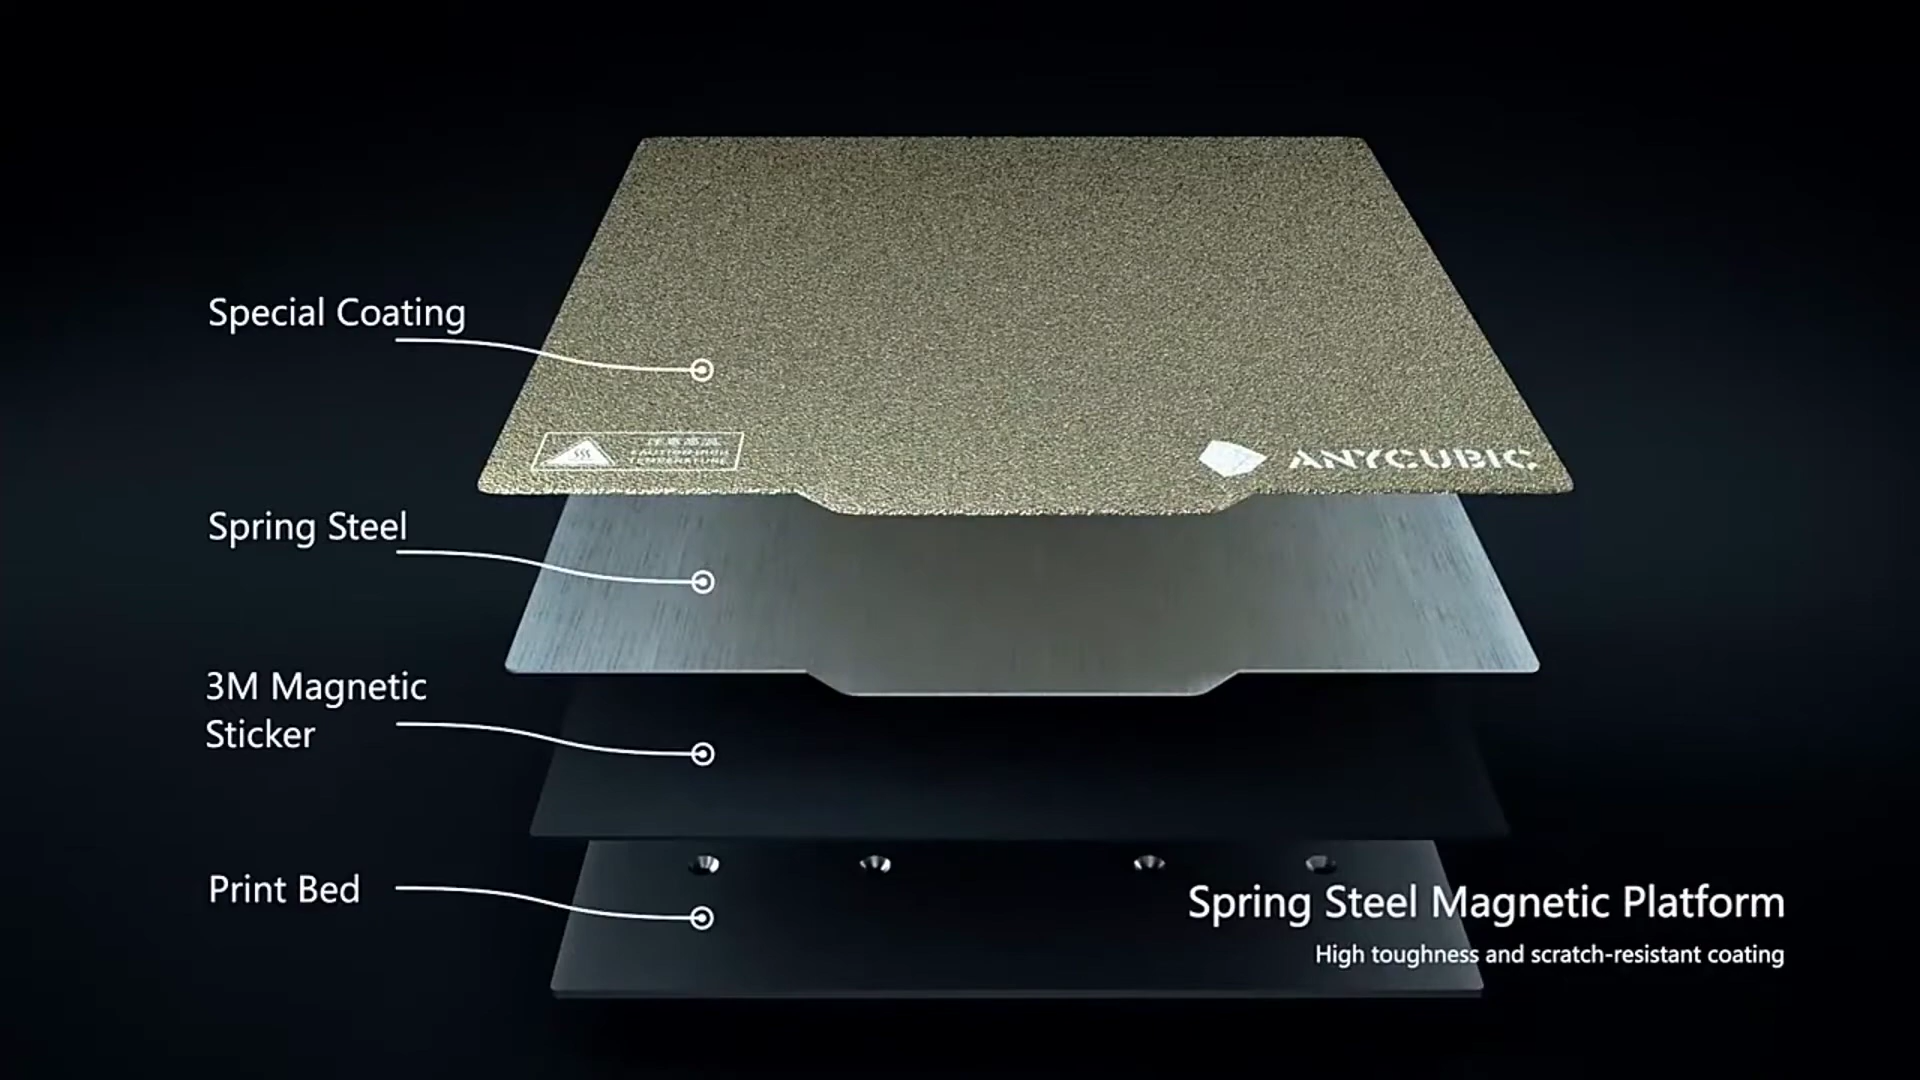 Special Coating
ANYCUBIC
Spring Steel
3M Magnetic
Sticker
Print Bed
Spring Steel Magnetic Platform
High toughness and scratch-resistant coating